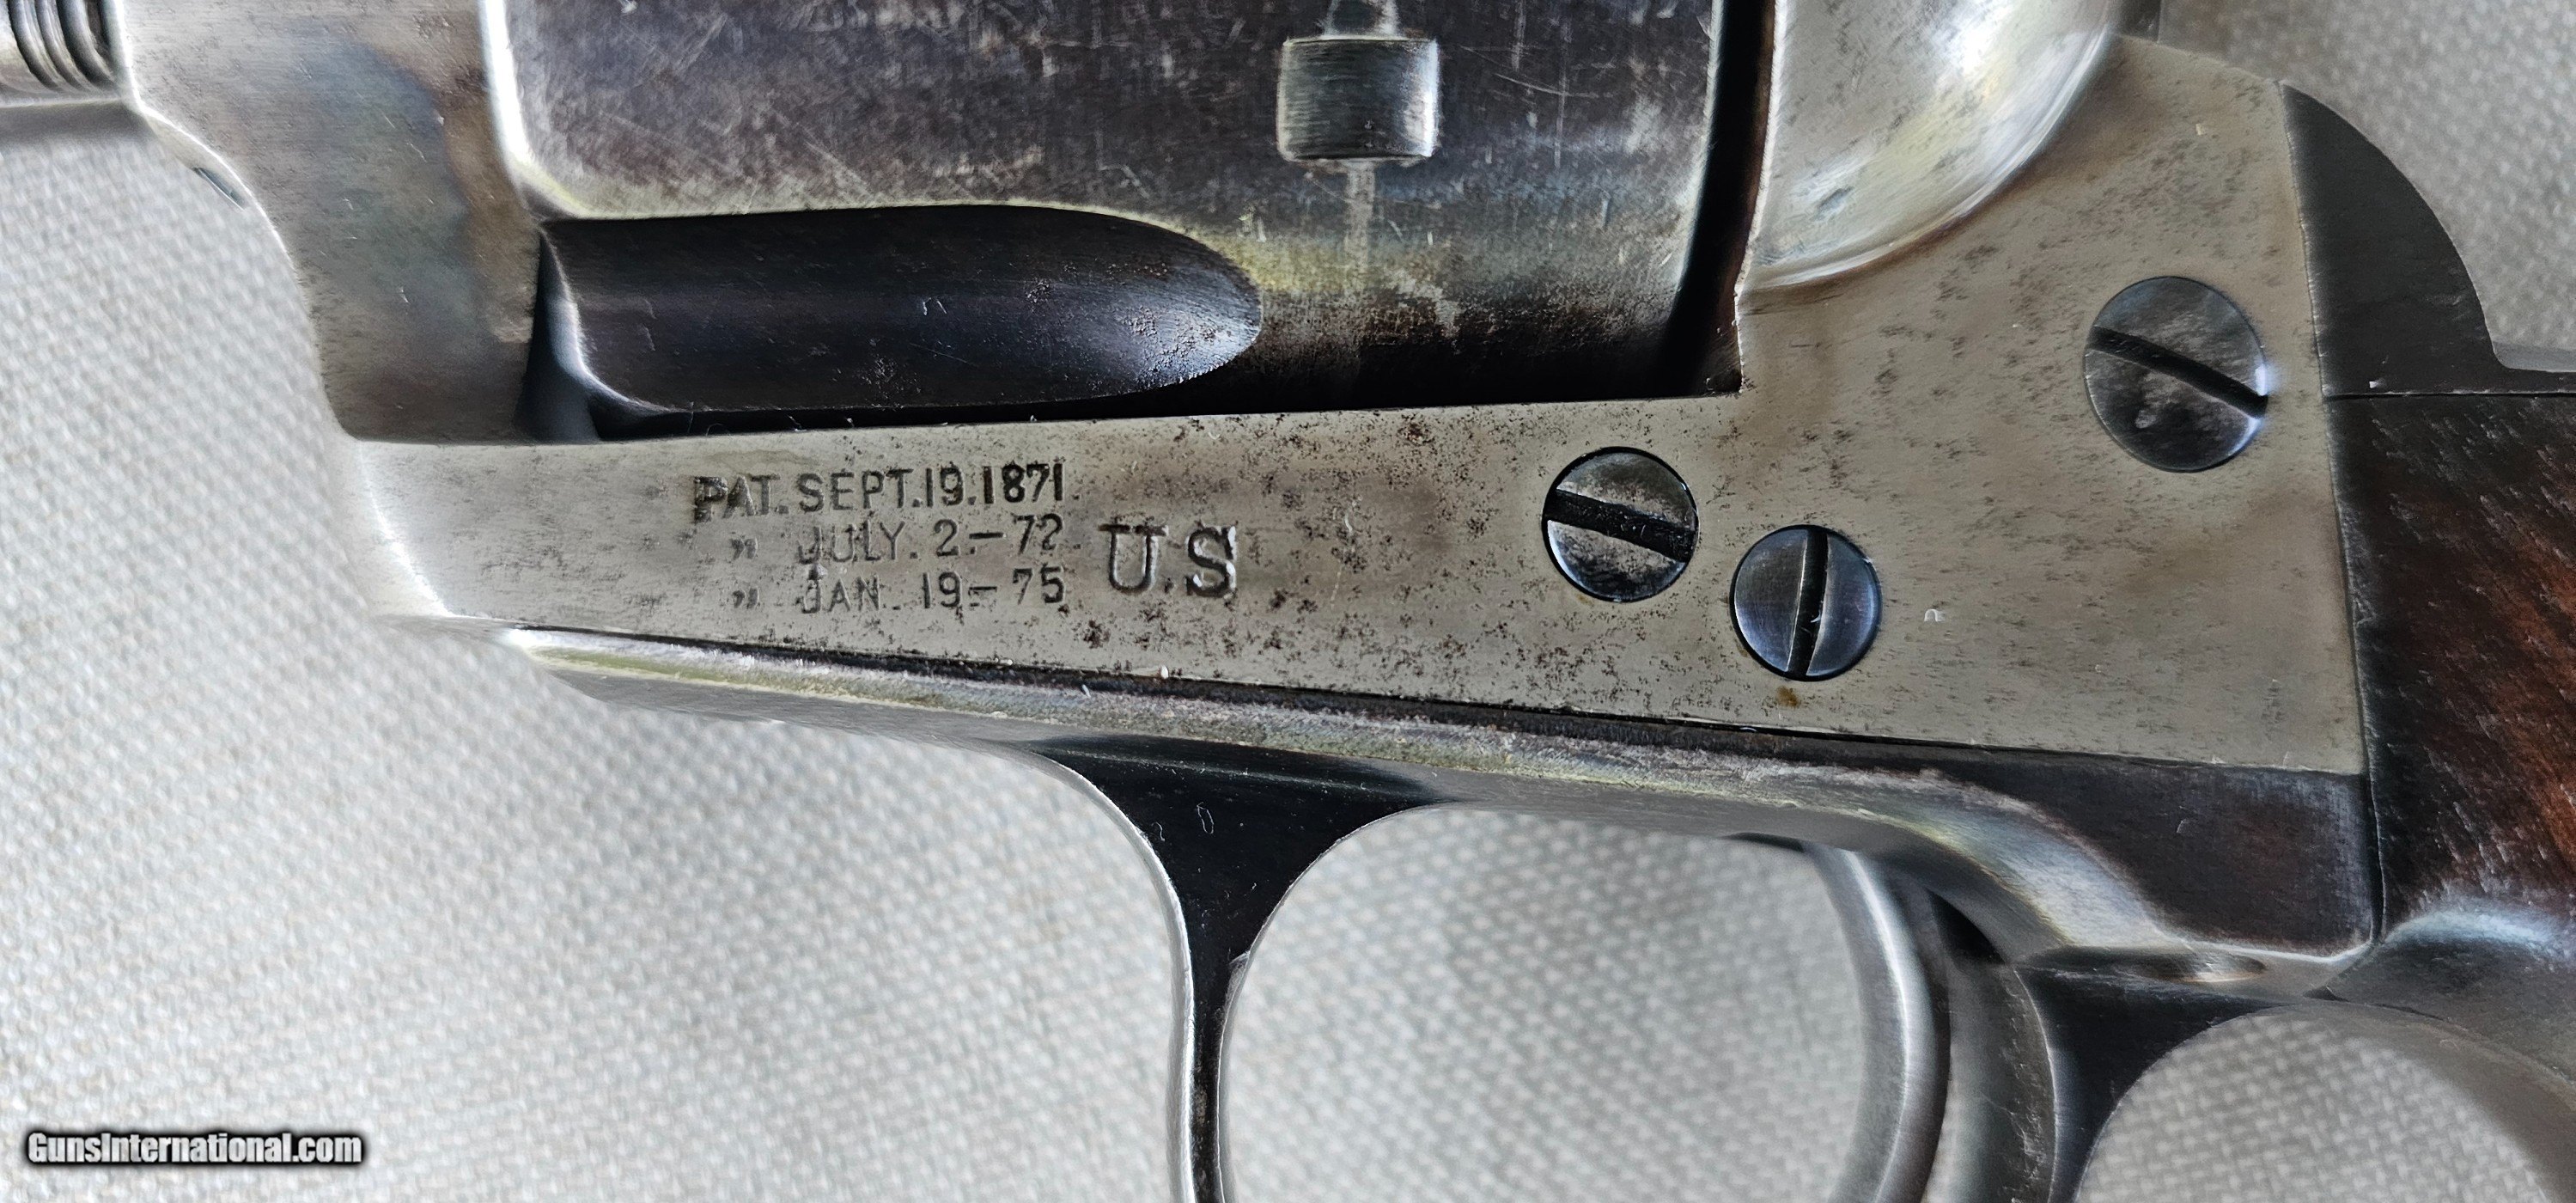 PAT. SEPT. 19. 1871.
„ JULY. 2.–72.
„ JAN. 19.–75
U.S
GunsInternational.com